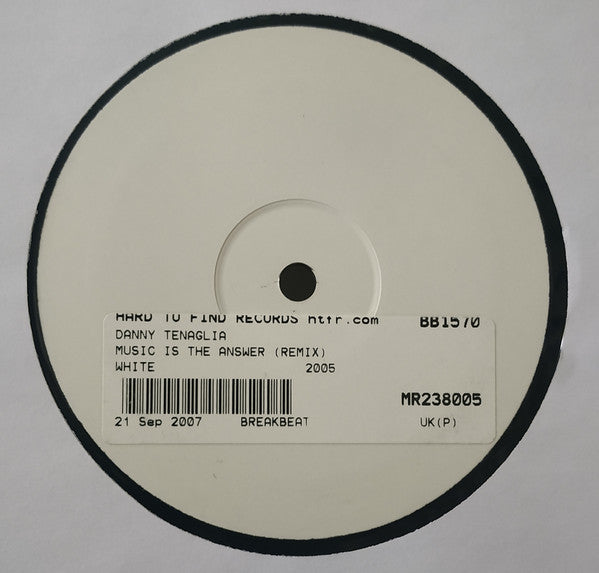 HARD TO FIND RECORDS htfr.com BB1570
DANNY TENAGLIA
MUSIC IS THE ANSWER (REMIX)
WHITE 2005
MR238005
21 Sep 2007 BREAKBEAT UK(P)